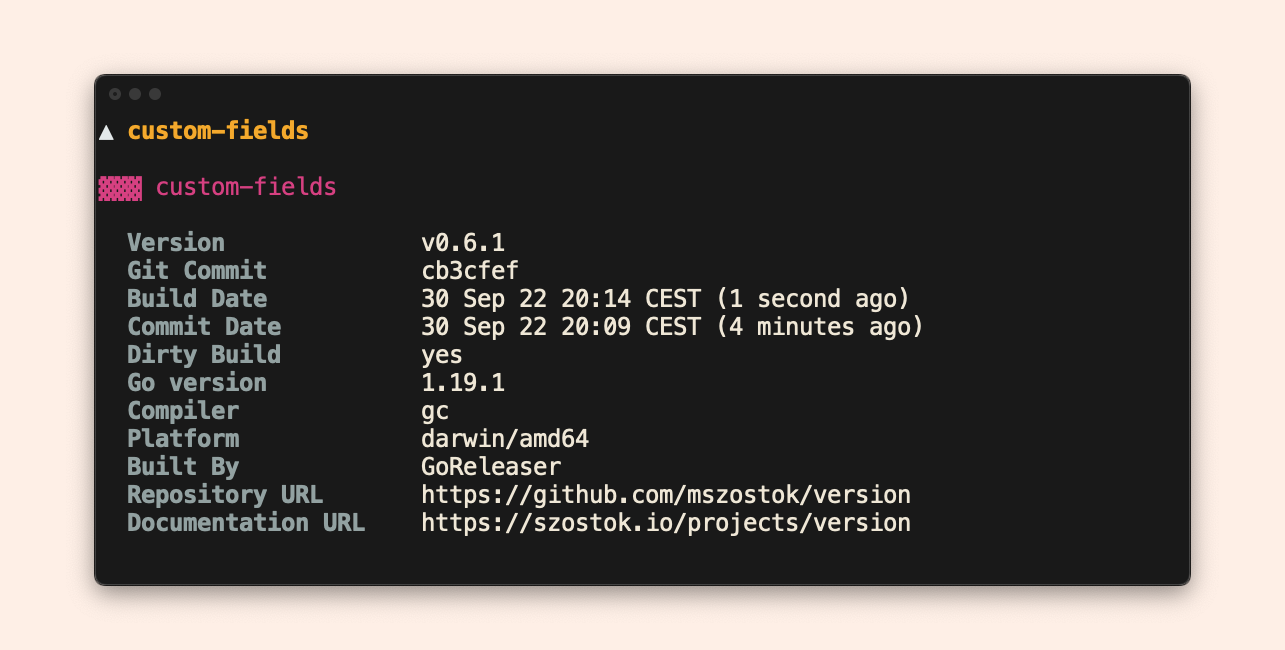 ▲ custom-fields
▓▓▓ custom-fields
Version v0.6.1
Git Commit cb3cfef
Build Date 30 Sep 22 20:14 CEST (1 second ago)
Commit Date 30 Sep 22 20:09 CEST (4 minutes ago)
Dirty Build yes
Go version 1.19.1
Compiler gc
Platform darwin/amd64
Built By GoReleaser
Repository URL https://github.com/mszostok/version
Documentation URL https://szostok.io/projects/version